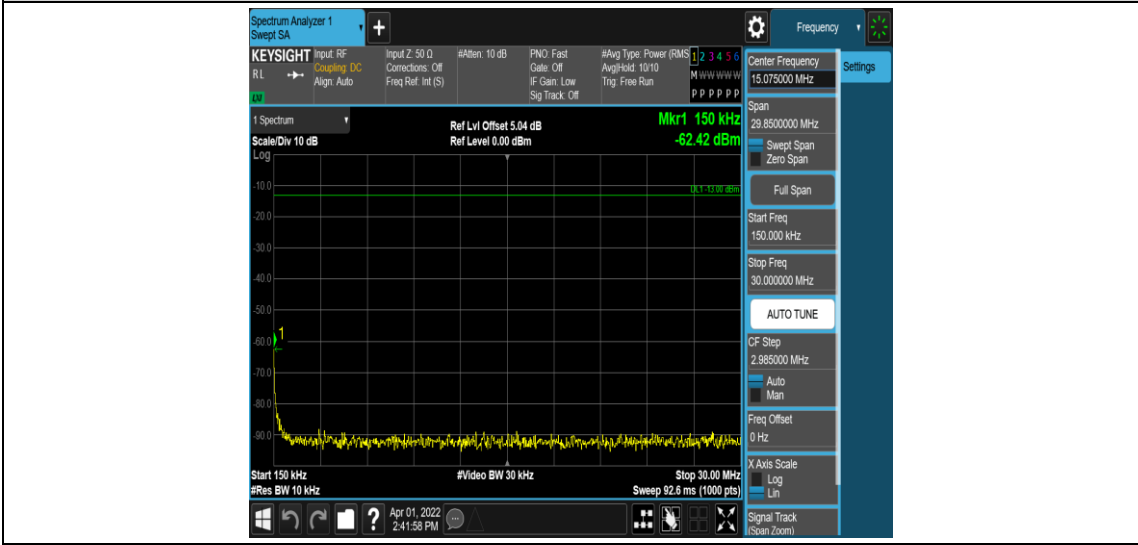 Spectrum Analyzer 1
Swept SA
+
Frequency
KEYSIGHT
RL
LXI
Input: RF
Coupling: DC
Align: Auto
Input Z: 50 Ω
Corrections: Off
Freq Ref: Int (S)
#Atten: 10 dB
PNO: Fast
Gate: Off
IF Gain: Low
Sig Track: Off
#Avg Type: Power (RMS
Avg|Hold: 10/10
Trig: Free Run
1 2 3 4 5 6
M W W W W W
P P P P P P
1 Spectrum
Scale/Div 10 dB
Log
Ref Lvl Offset 5.04 dB
Ref Level 0.00 dBm
Mkr1 150 kHz
-62.42 dBm
DL1 -13.00 dBm
-10.0
-20.0
-30.0
-40.0
-50.0
1
-60.0
-70.0
-80.0
-90.0
Start 150 kHz
#Video BW 30 kHz
Stop 30.00 MHz
#Res BW 10 kHz
Sweep 92.6 ms (1000 pts)
?
Apr 01, 2022
2:41:58 PM
Center Frequency
15.075000 MHz
Settings
Span
29.8500000 MHz
Swept Span
Zero Span
Full Span
Start Freq
150.000 kHz
Stop Freq
30.000000 MHz
AUTO TUNE
CF Step
2.985000 MHz
Auto
Man
Freq Offset
0 Hz
X Axis Scale
Log
Lin
Signal Track
(Span Zoom)